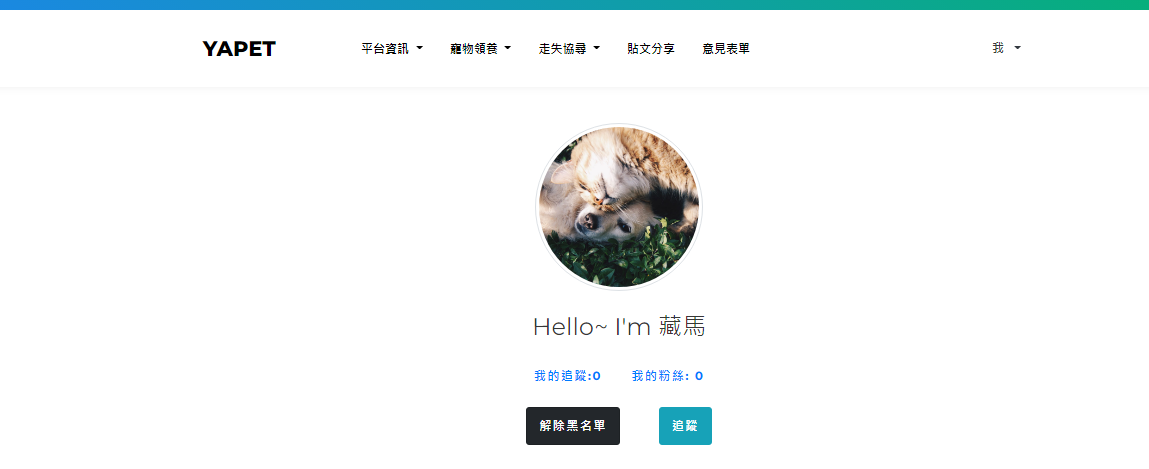 YAPET 平台資訊 寵物領養 走失協尋 貼文分享 意見表單 我
Hello~ I'm 藏馬
我的追蹤:0 我的粉絲: 0
解除黑名單 追蹤